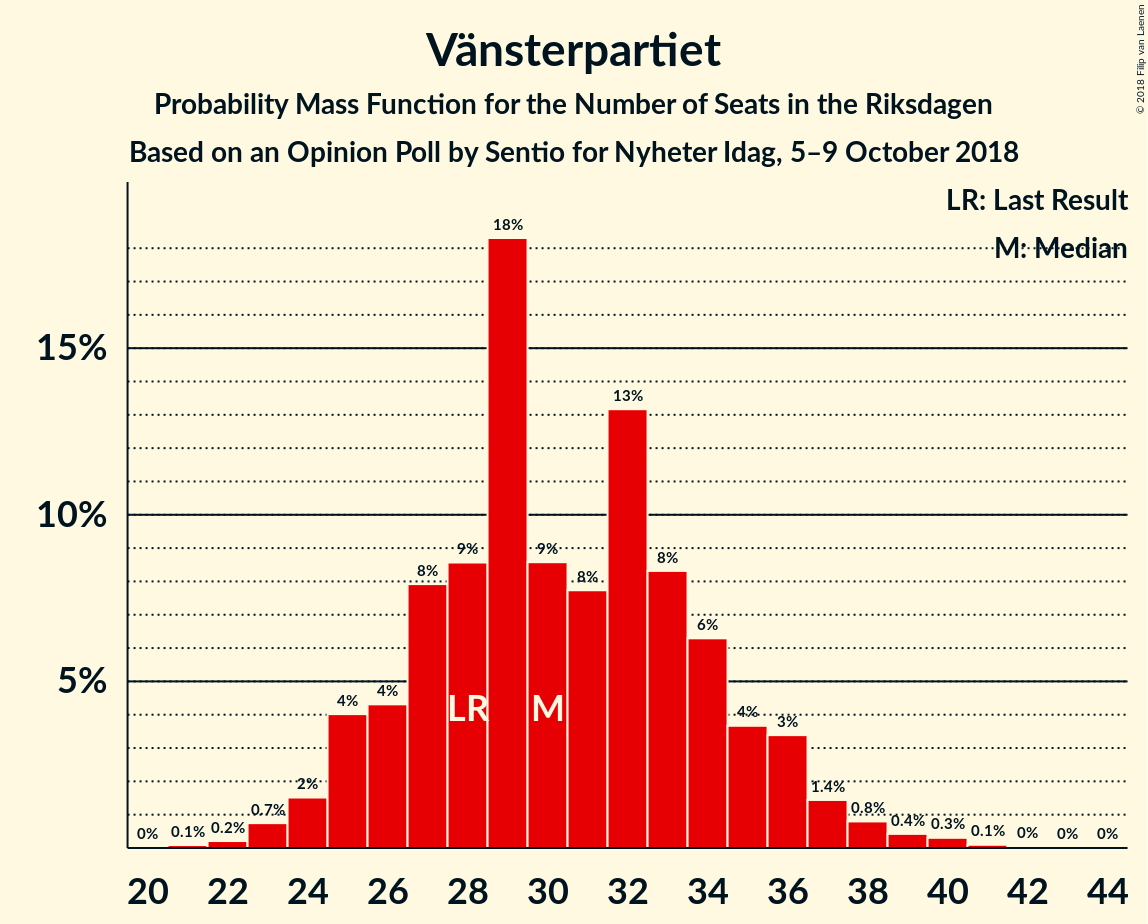 © 2018 Filip van Laenen
Vänsterpartiet
Probability Mass Function for the Number of Seats in the Riksdagen
Based on an Opinion Poll by Sentio for Nyheter Idag, 5–9 October 2018
LR: Last Result
M: Median
15%
10%
5%
0% 0.1% 0.2% 0.7% 2% 4% 4% 8% 9% 18% 9% 8% 13% 8% 6% 4% 3% 1.4% 0.8% 0.4% 0.3% 0.1% 0% 0% 0%
LR M
20 22 24 26 28 30 32 34 36 38 40 42 44